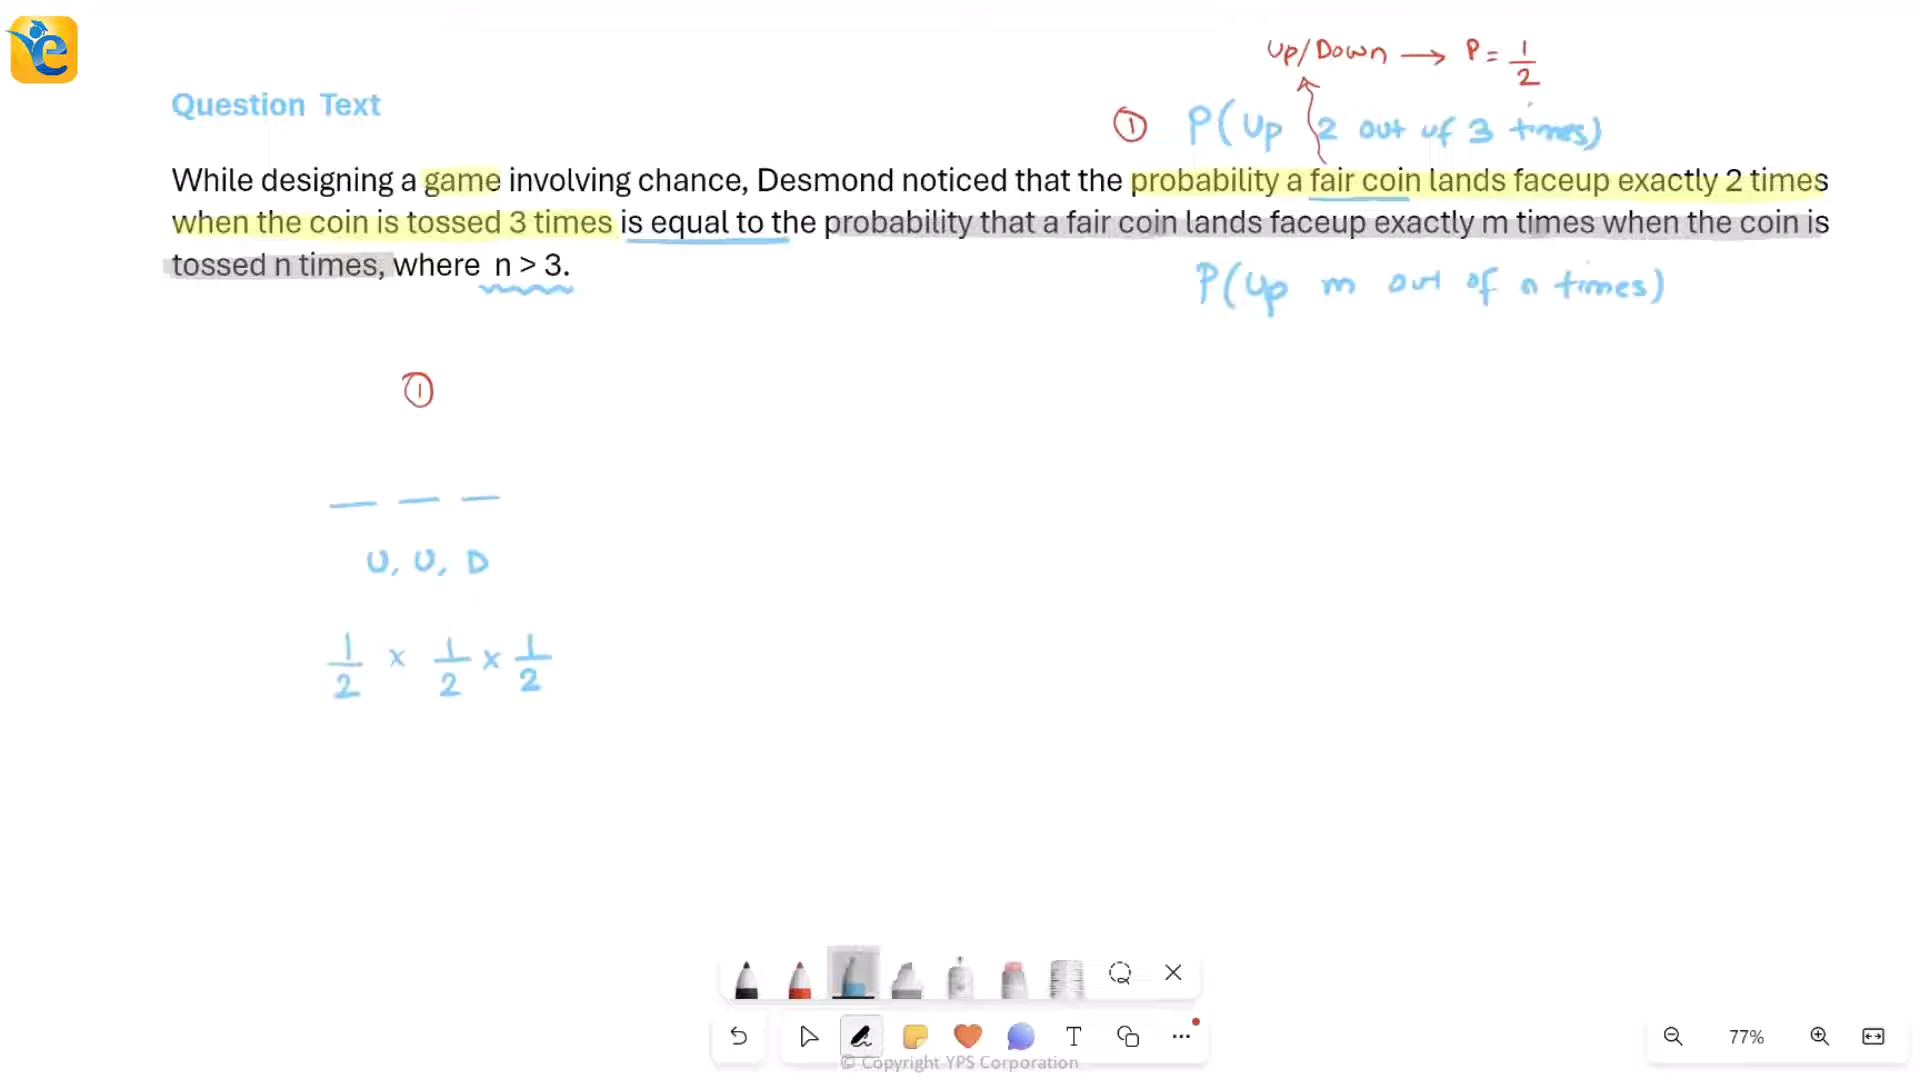 up/Down → P = 1/2
Question Text
① P(up 2 out of 3 times)
While designing a game involving chance, Desmond noticed that the probability a fair coin lands faceup exactly 2 times
when the coin is tossed 3 times is equal to the probability that a fair coin lands faceup exactly m times when the coin is
tossed n times, where n > 3.
P(up m out of n times)
①
U, U, D
1/2 × 1/2 × 1/2
T
77%
© Copyright YPS Corporation